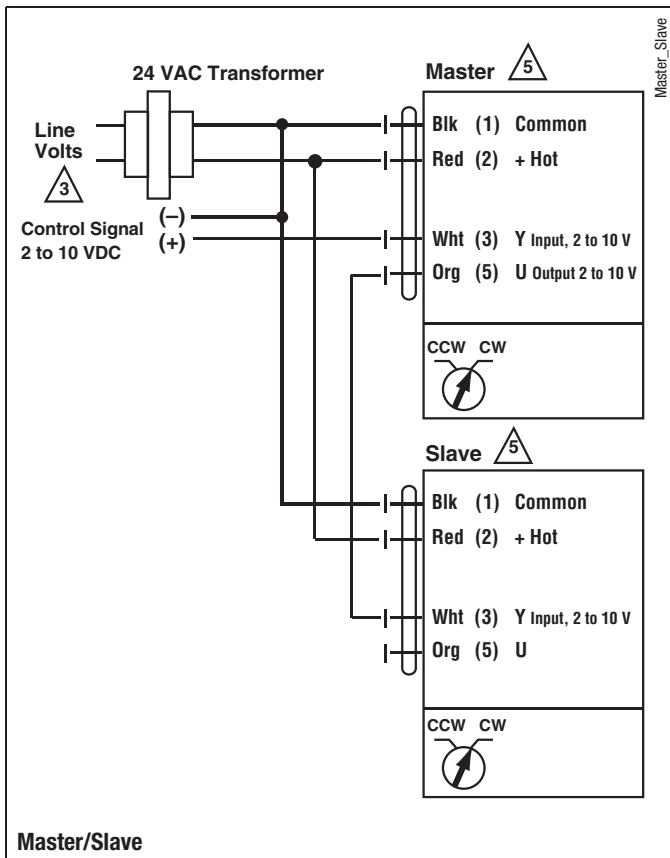 Master_Slave
24 VAC Transformer
Master 5
Line
Volts
3
Control Signal
2 to 10 VDC
(–)
(+)
Blk (1) Common
Red (2) + Hot
Wht (3) Y Input, 2 to 10 V
Org (5) U Output 2 to 10 V
CCW CW
Slave 5
Blk (1) Common
Red (2) + Hot
Wht (3) Y Input, 2 to 10 V
Org (5) U
CCW CW
Master/Slave